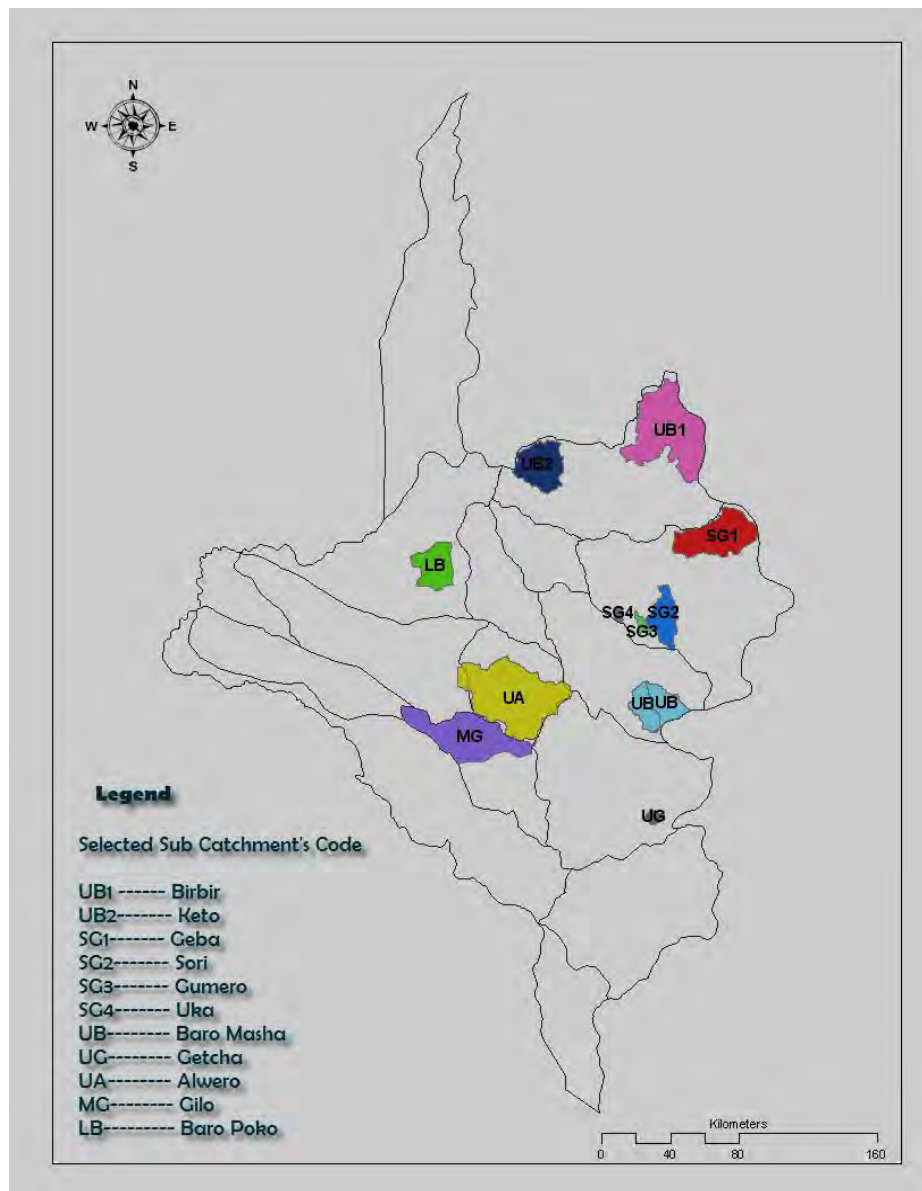 N
W E
S
UB1
UB2
SG1
LB
SG4 SG2
SG3
UA
UB UB
MG
UG
Legend
Selected Sub Catchment's Code
UB1 ------ Birbir
UB2------- Keto
SG1------- Geba
SG2------- Sori
SG3------- Gumero
SG4------- Uka
UB-------- Baro Masha
UG-------- Getcha
UA-------- Alwero
MG-------- Gilo
LB---------- Baro Poko
Kilometers
0 40 80 160